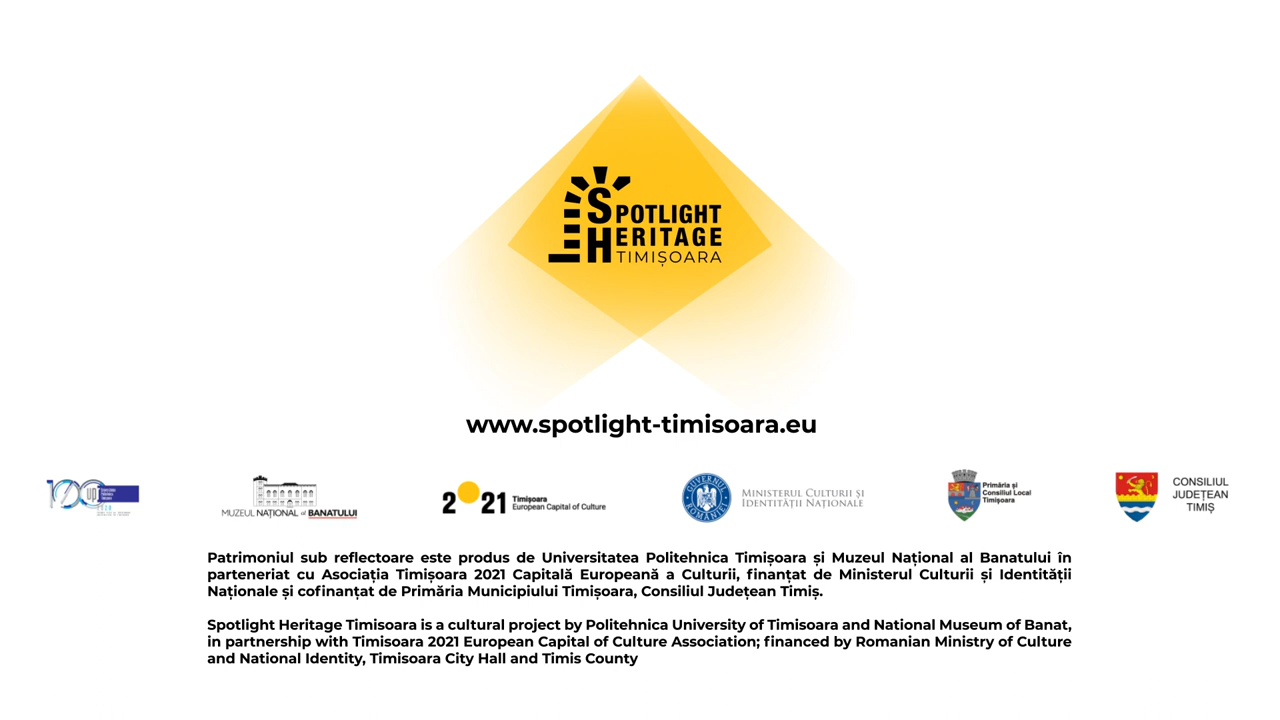 SPOTLIGHT
HERITAGE
TIMIȘOARA
www.spotlight-timisoara.eu
100
up
MUZEUL NAȚIONAL al BANATULUI
2021
Timișoara
European Capital of Culture
GUVERNUL ROMÂNIEI
MINISTERUL CULTURII ȘI
IDENTITĂȚII NAȚIONALE
Primăria și
Consiliul Local
Timișoara
CONSILIUL
JUDEȚEAN
TIMIȘ
Patrimoniul sub reflectoare este produs de Universitatea Politehnica Timișoara și Muzeul Național al Banatului în
parteneriat cu Asociația Timișoara 2021 Capitală Europeană a Culturii, finanțat de Ministerul Culturii și Identității
Naționale și cofinanțat de Primăria Municipiului Timișoara, Consiliul Județean Timiș.
Spotlight Heritage Timisoara is a cultural project by Politehnica University of Timisoara and National Museum of Banat,
in partnership with Timisoara 2021 European Capital of Culture Association; financed by Romanian Ministry of Culture
and National Identity, Timisoara City Hall and Timis County